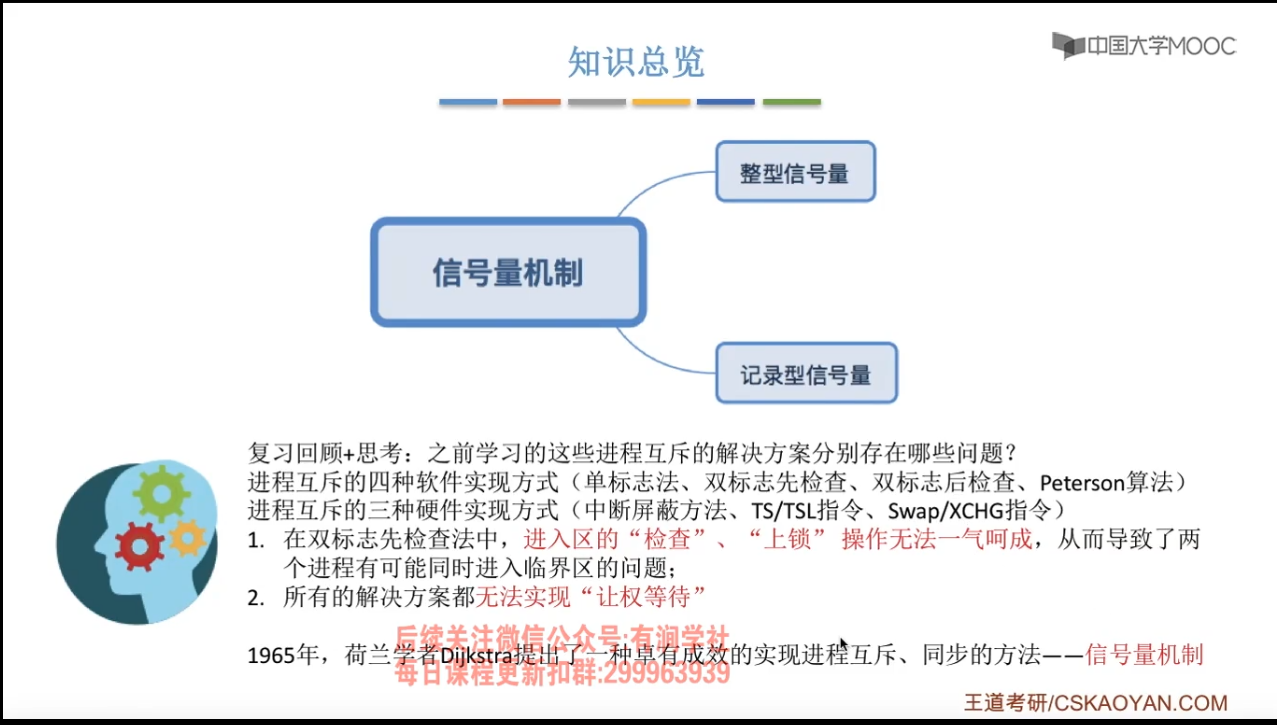 中国大学MOOC
知识总览
整型信号量
信号量机制
记录型信号量
复习回顾+思考：之前学习的这些进程互斥的解决方案分别存在哪些问题？
进程互斥的四种软件实现方式（单标志法、双标志先检查、双标志后检查、Peterson算法）
进程互斥的三种硬件实现方式（中断屏蔽方法、TS/TSL指令、Swap/XCHG指令）
1. 在双标志先检查法中，进入区的“检查”、“上锁” 操作无法一气呵成，从而导致了两
个进程有可能同时进入临界区的问题；
2. 所有的解决方案都无法实现“让权等待”
后续关注微信公众号:有涧学社
1965年，荷兰学者Dijkstra提出了一种卓有成效的实现进程互斥、同步的方法——信号量机制
每日课程更新扣群:299963939
王道考研/CSKAOYAN.COM